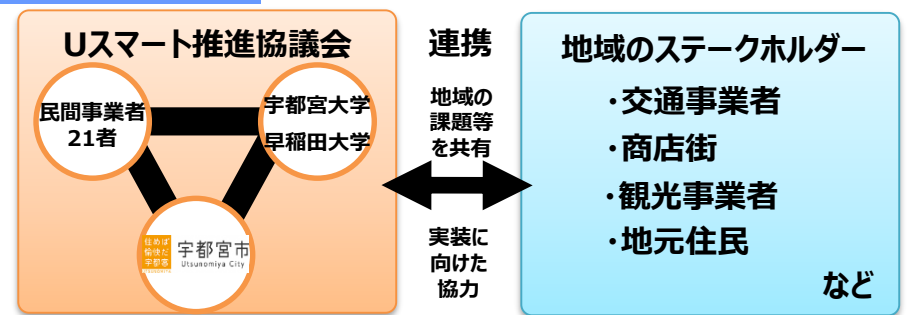 Uスマート推進協議会
民間事業者
21者
宇都宮大学
早稲田大学
住めば
愉快だ
宇都宮
宇都宮市
Utsunomiya City
連携
地域の
課題等
を共有
実装に
向けた
協力
地域のステークホルダー
・交通事業者
・商店街
・観光事業者
・地元住民
など